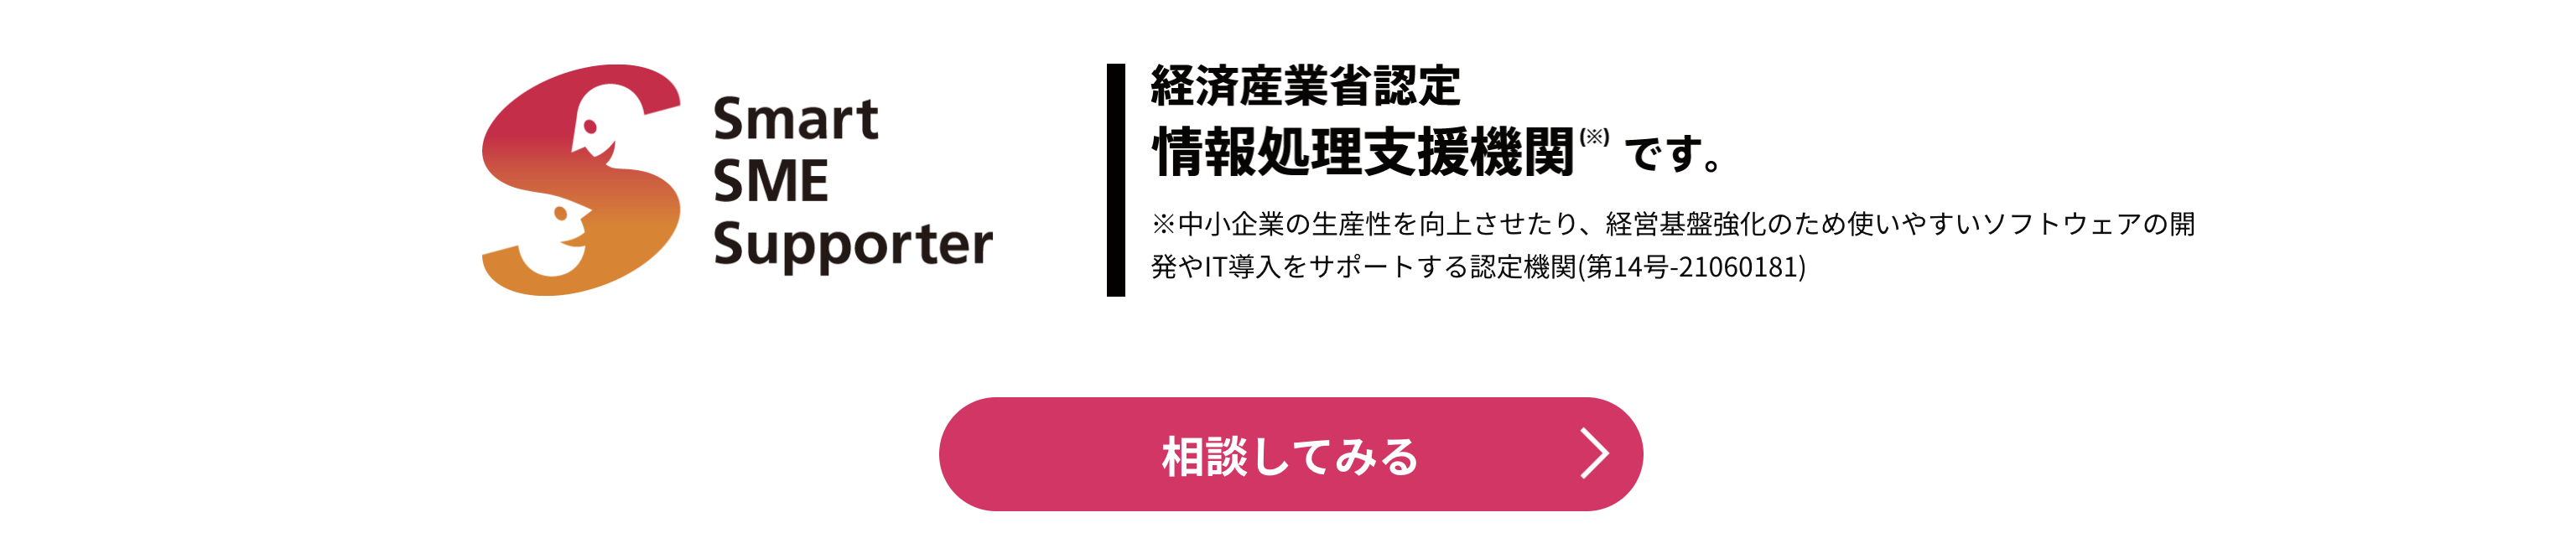 Smart
SME
Supporter
経済産業省認定
情報処理支援機関(※) です。
※中小企業の生産性を向上させたり、経営基盤強化のため使いやすいソフトウェアの開
発やIT導入をサポートする認定機関(第14号-21060181)
相談してみる